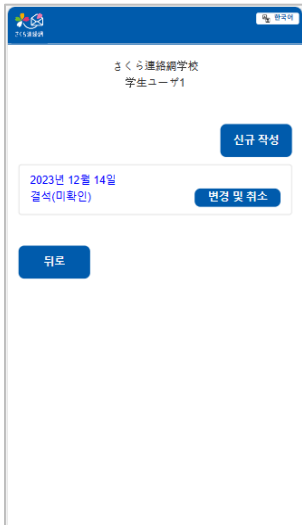 한국어
さくら連絡網
さくら連絡網学校
学生ユーザ1
신규 작성
2023년 12월 14일
결석(미확인)
변경 및 취소
뒤로